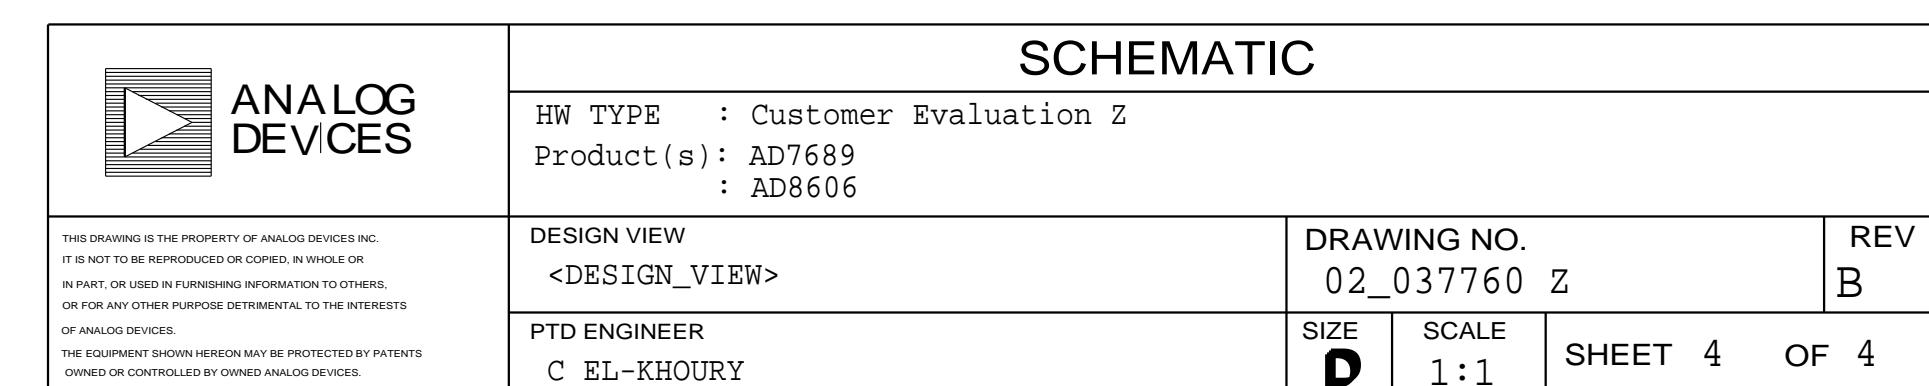 SCHEMATIC
ANALOG
DEVICES
HW TYPE : Customer Evaluation Z
Product(s): AD7689
: AD8606
THIS DRAWING IS THE PROPERTY OF ANALOG DEVICES INC.
IT IS NOT TO BE REPRODUCED OR COPIED, IN WHOLE OR
IN PART, OR USED IN FURNISHING INFORMATION TO OTHERS,
OR FOR ANY OTHER PURPOSE DETRIMENTAL TO THE INTERESTS
OF ANALOG DEVICES.
THE EQUIPMENT SHOWN HEREON MAY BE PROTECTED BY PATENTS
OWNED OR CONTROLLED BY OWNED ANALOG DEVICES.
DESIGN VIEW
<DESIGN_VIEW>
DRAWING NO.
02_037760 Z
REV
B
PTD ENGINEER
C EL-KHOURY
SIZE
D
SCALE
1:1
SHEET 4 OF 4